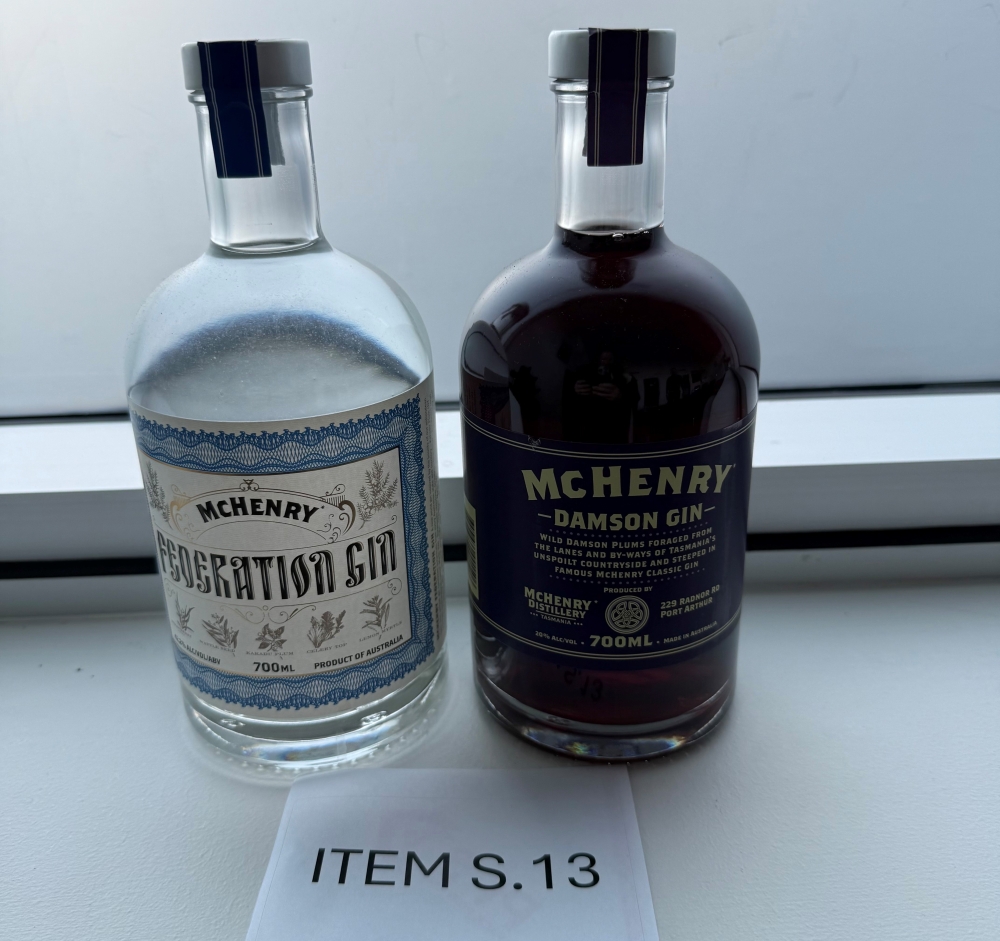 McHENRY
FEDERATION GIN
KAKADU PLUM
700ML
PRODUCT OF AUSTRALIA
McHENRY
DAMSON GIN
WILD DAMSON PLUMS FORAGED FROM
THE LANES AND BY-WAYS OF TASMANIA'S
UNSPOILT COUNTRYSIDE AND STEEPED IN
FAMOUS McHENRY CLASSIC GIN
PRODUCED BY
McHENRY
DISTILLERY
TASMANIA
229 RADNOR RD
PORT ARTHUR
700ML
MADE IN AUSTRALIA
ITEM S.13